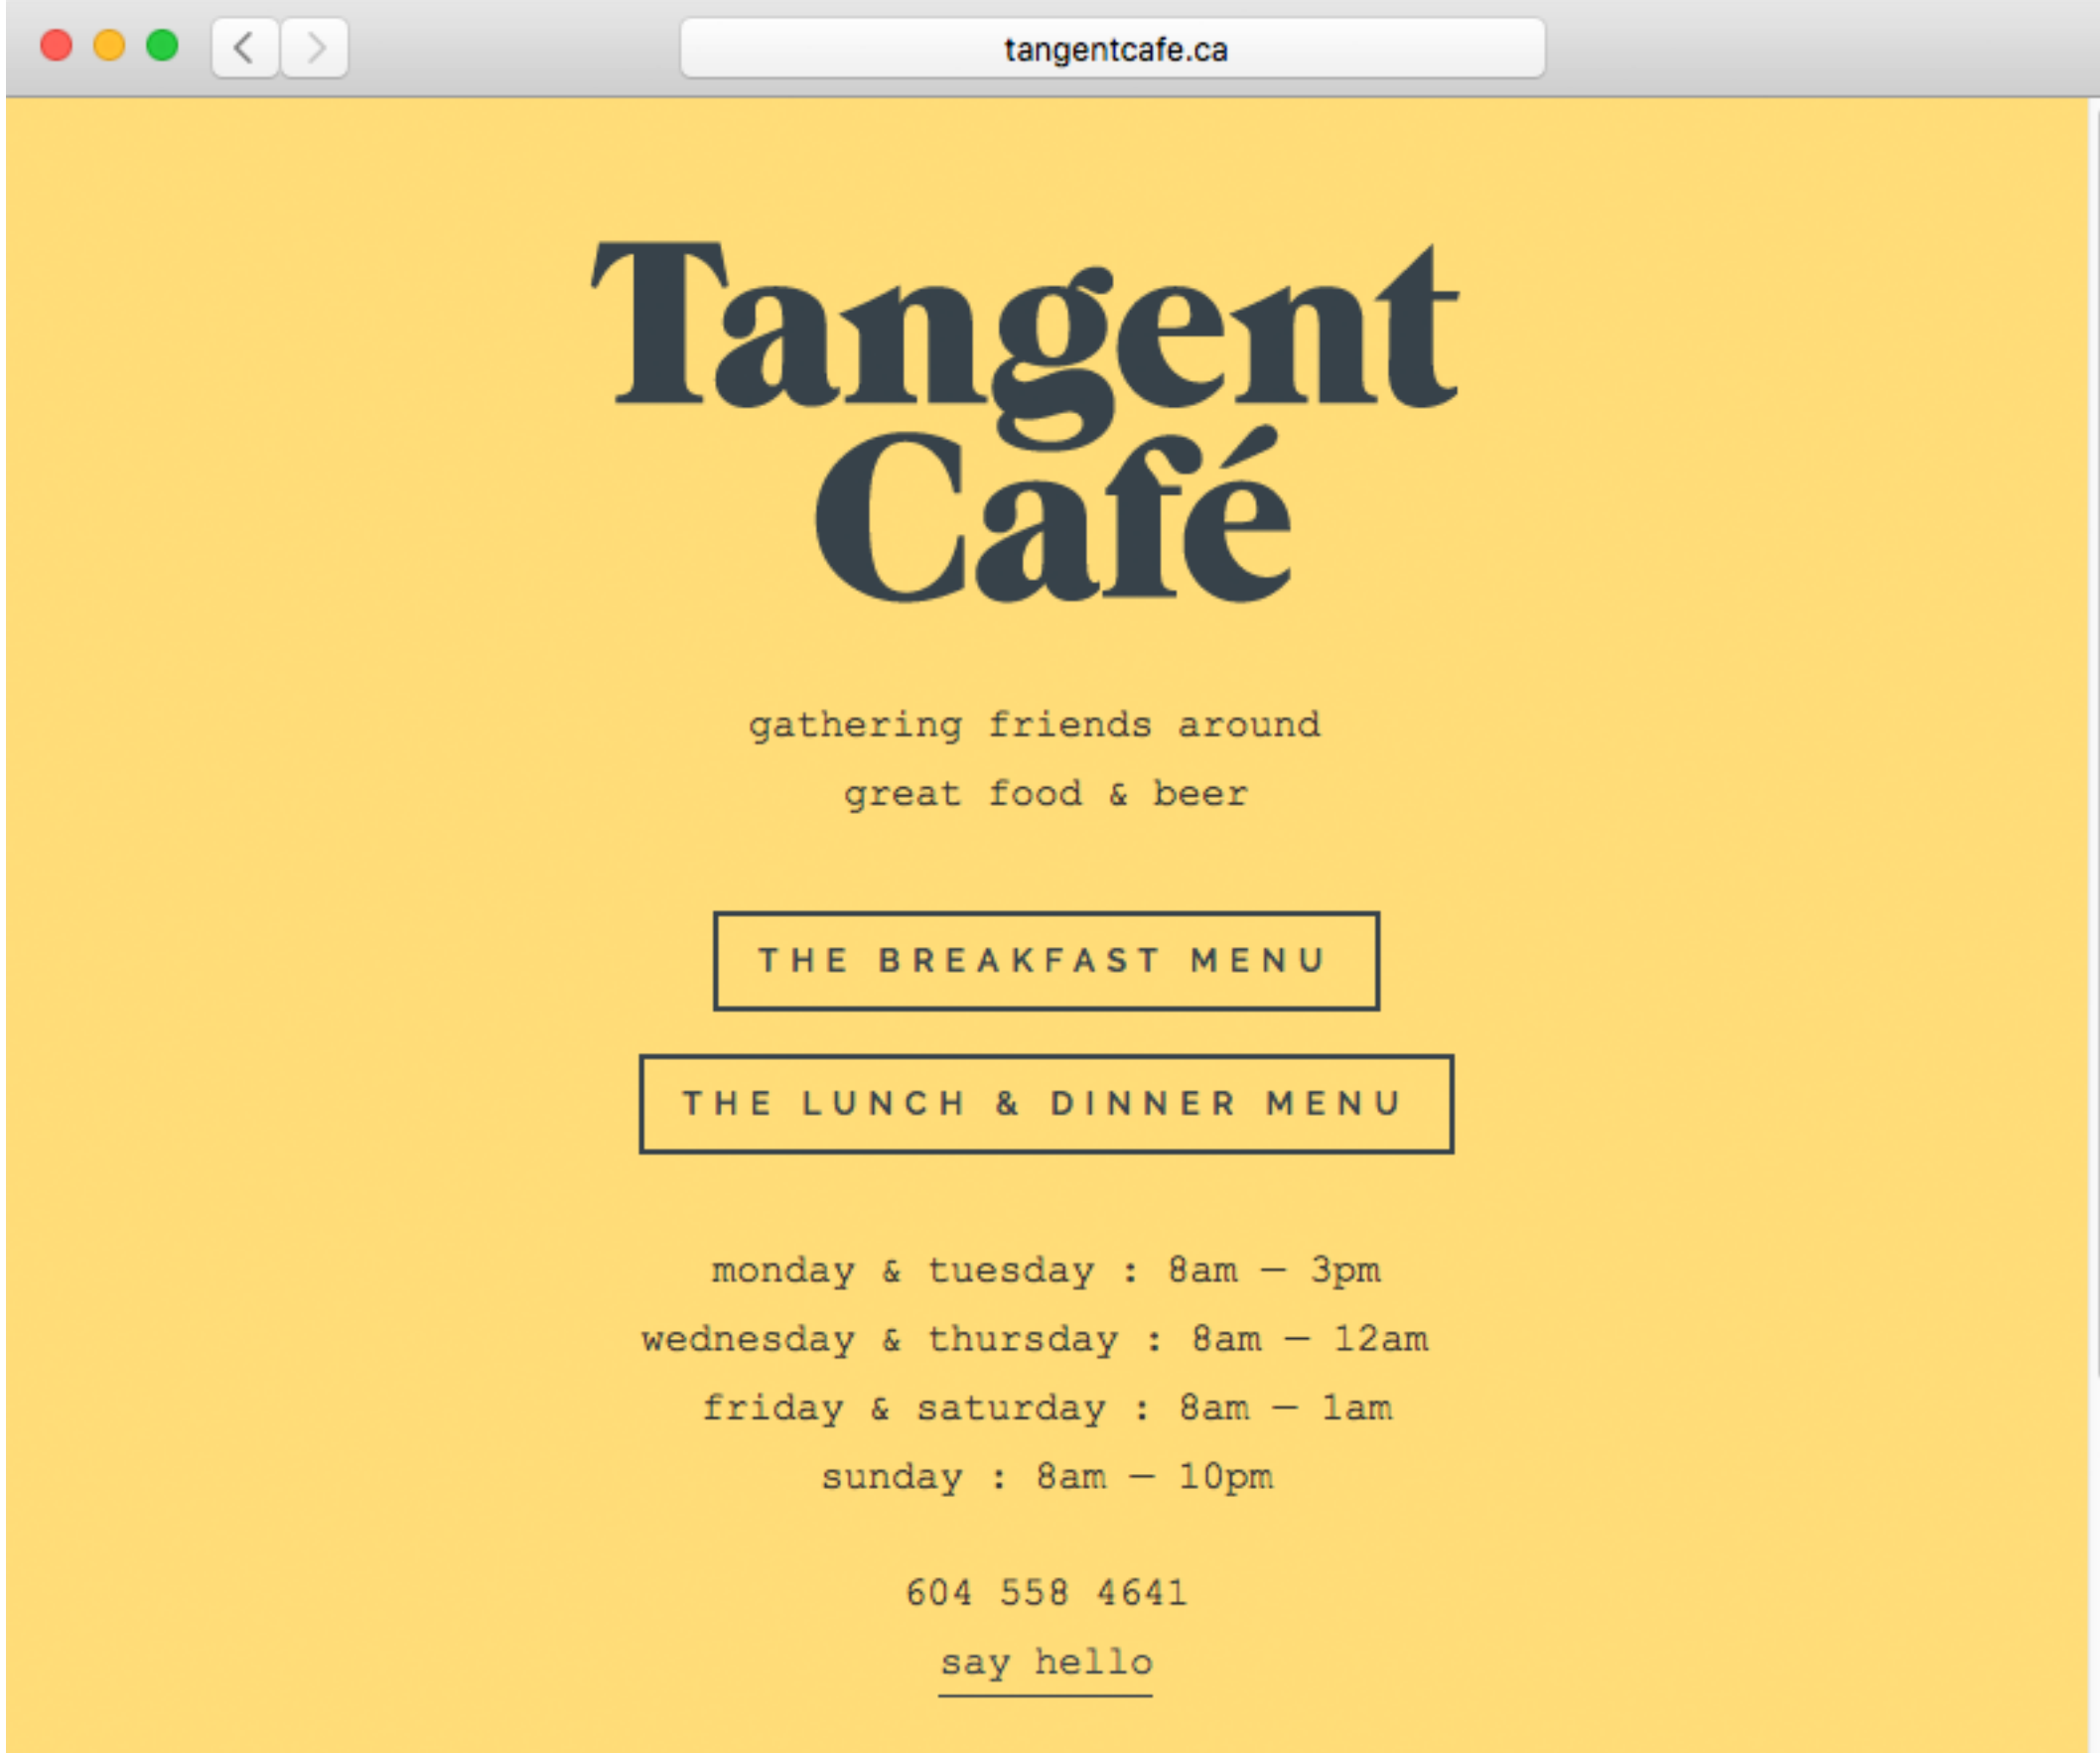 tangentcafe.ca
Tangent
Café
gathering friends around
great food & beer
THE BREAKFAST MENU
THE LUNCH & DINNER MENU
monday & tuesday : 8am — 3pm
wednesday & thursday : 8am — 12am
friday & saturday : 8am — 1am
sunday : 8am — 10pm
604 558 4641
say hello